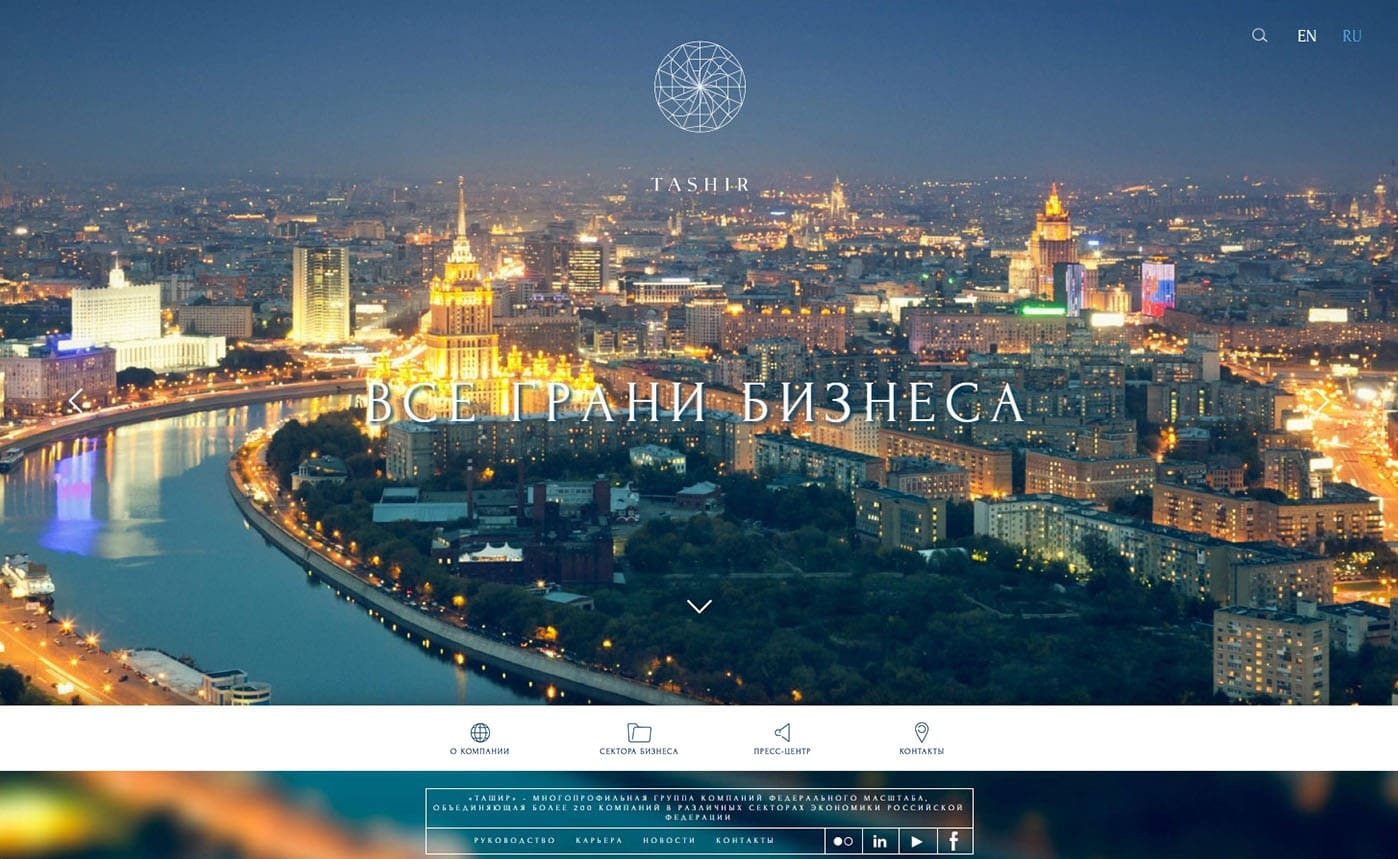 EN RU
TASHIR
ВСЕ ГРАНИ БИЗНЕСА
О КОМПАНИИ
СЕКТОРА БИЗНЕСА
ПРЕСС-ЦЕНТР
КОНТАКТЫ
«ТАШИР» - МНОГОПРОФИЛЬНАЯ ГРУППА КОМПАНИЙ ФЕДЕРАЛЬНОГО МАСШТАБА,
ОБЪЕДИНЯЮЩАЯ БОЛЕЕ 200 КОМПАНИЙ В РАЗЛИЧНЫХ СЕКТОРАХ ЭКОНОМИКИ РОССИЙСКОЙ
ФЕДЕРАЦИИ
РУКОВОДСТВО КАРЬЕРА НОВОСТИ КОНТАКТЫ in f